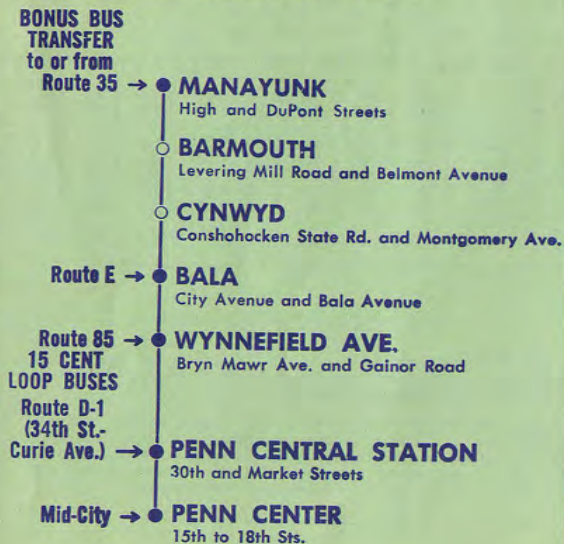 BONUS BUS
TRANSFER
to or from
Route 35 → MANAYUNK
High and DuPont Streets
BARMOUTH
Levering Mill Road and Belmont Avenue
CYNWYD
Conshohocken State Rd. and Montgomery Ave.
Route E → BALA
City Avenue and Bala Avenue
Route 85 → WYNNEFIELD AVE.
Bryn Mawr Ave. and Gainor Road
15 CENT
LOOP BUSES
Route D-1
(34th St.-
Curie Ave.) → PENN CENTRAL STATION
30th and Market Streets
Mid-City → PENN CENTER
15th to 18th Sts.